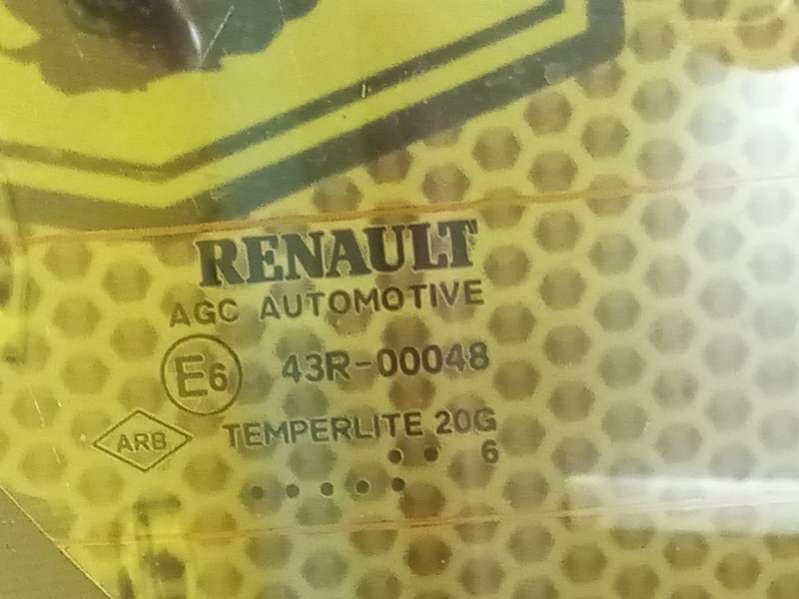 RENAULT
AGC AUTOMOTIVE
E6 43R-00048
ARB TEMPERLITE 20G
6